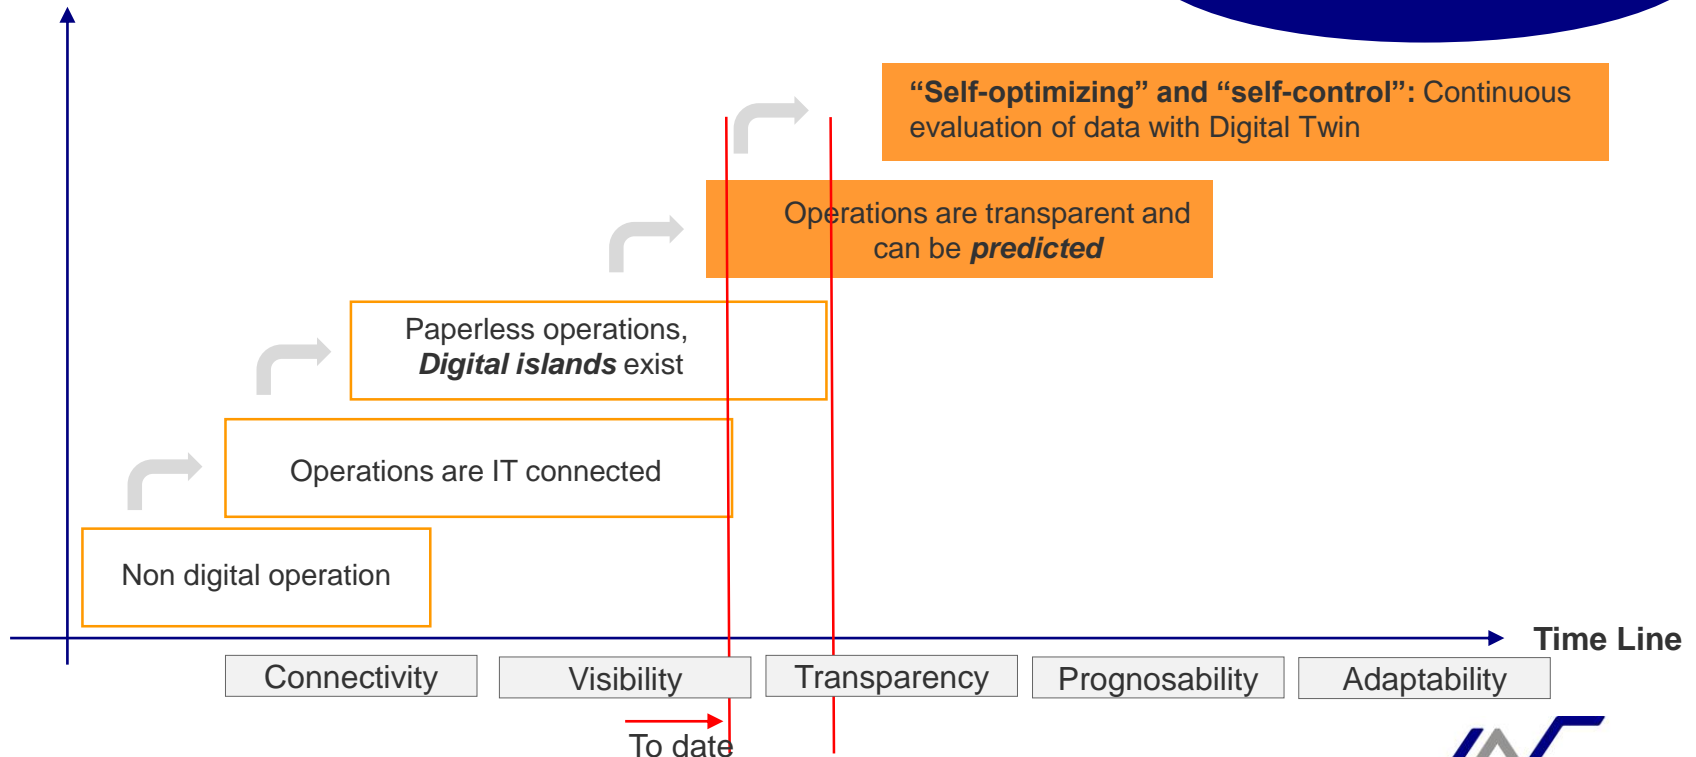 “Self-optimizing” and “self-control”: Continuous
evaluation of data with Digital Twin
Operations are transparent and
can be predicted
Paperless operations,
Digital islands exist
Operations are IT connected
Non digital operation
Time Line
Connectivity
Visibility
Transparency
Prognosability
Adaptability
To date